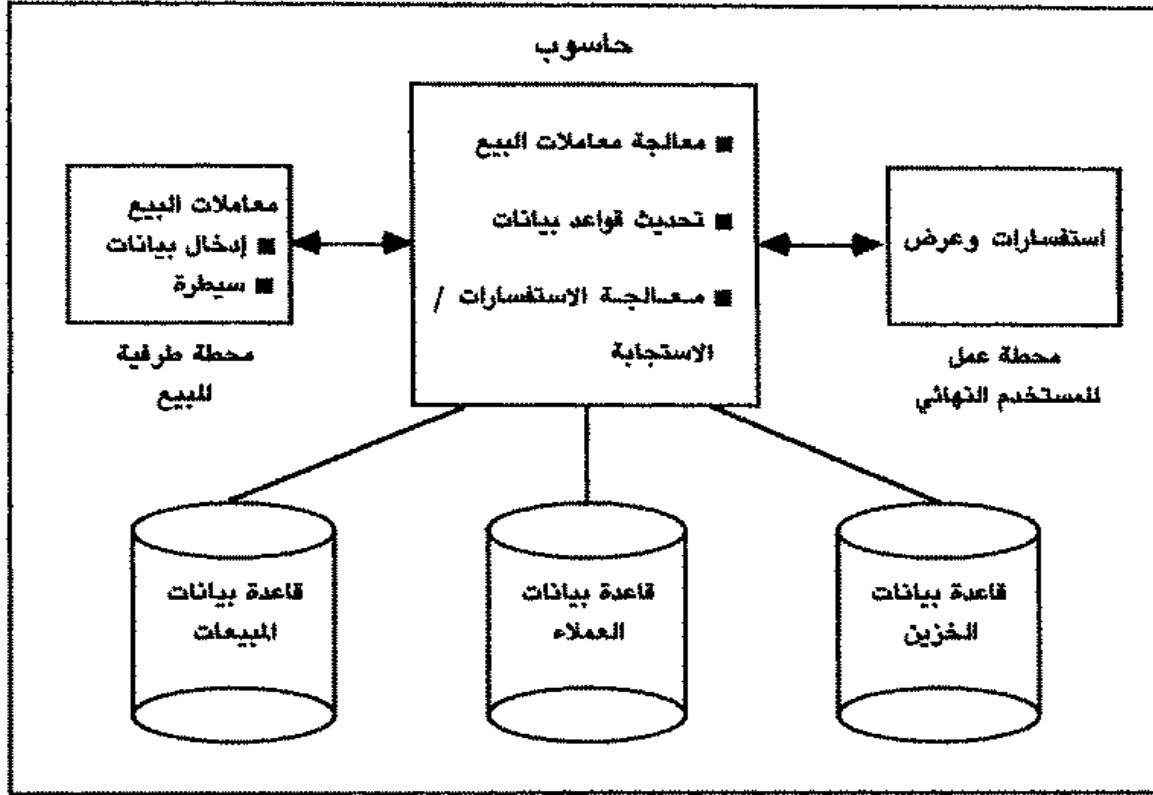 حاسوب
■ معالجة معاملات البيع
■ تحديث قواعد بيانات
■ معالجة الاستفسارات /
الاستجابة
استفسارات وعرض
محطة عمل
للمستخدم النهائي
معاملات البيع
■ إدخال بيانات
■ سيطرة
محطة طرفية
للبيع
قاعدة بيانات
الخزين
قاعدة بيانات
العملاء
قاعدة بيانات
المبيعات